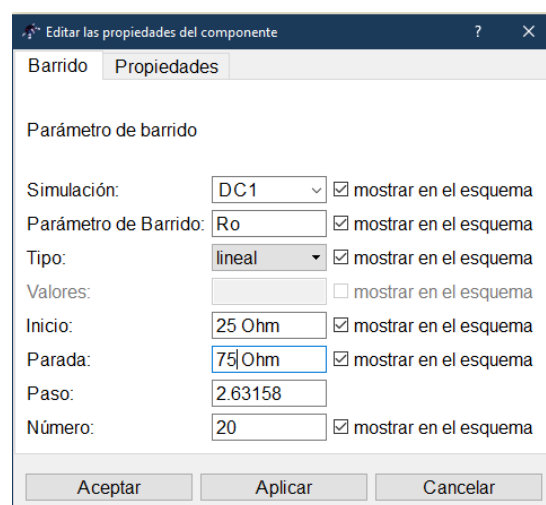 Editar las propiedades del componente ? ×
Barrido Propiedades
Parámetro de barrido
Simulación: DC1 mostrar en el esquema
Parámetro de Barrido: Ro mostrar en el esquema
Tipo: lineal mostrar en el esquema
Valores: mostrar en el esquema
Inicio: 25 Ohm mostrar en el esquema
Parada: 75 Ohm mostrar en el esquema
Paso: 2.63158
Número: 20 mostrar en el esquema
Aceptar Aplicar Cancelar